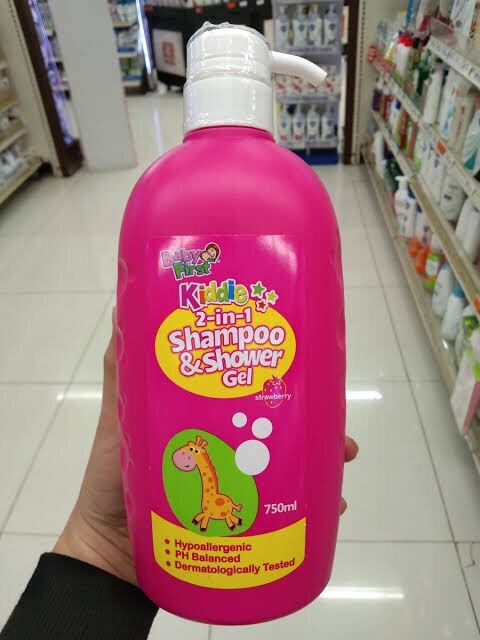 Baby
First
Kiddie
2-in-1
Shampoo
& Shower
Gel
strawberry
750ml
• Hypoallergenic
• PH Balanced
• Dermatologically Tested